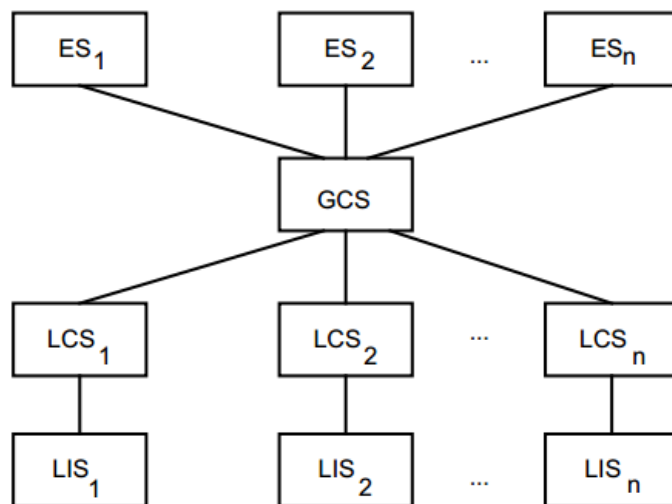 ES1 ES2 ... ESn
GCS
LCS1 LCS2 ... LCSn
LIS1 LIS2 ... LISn